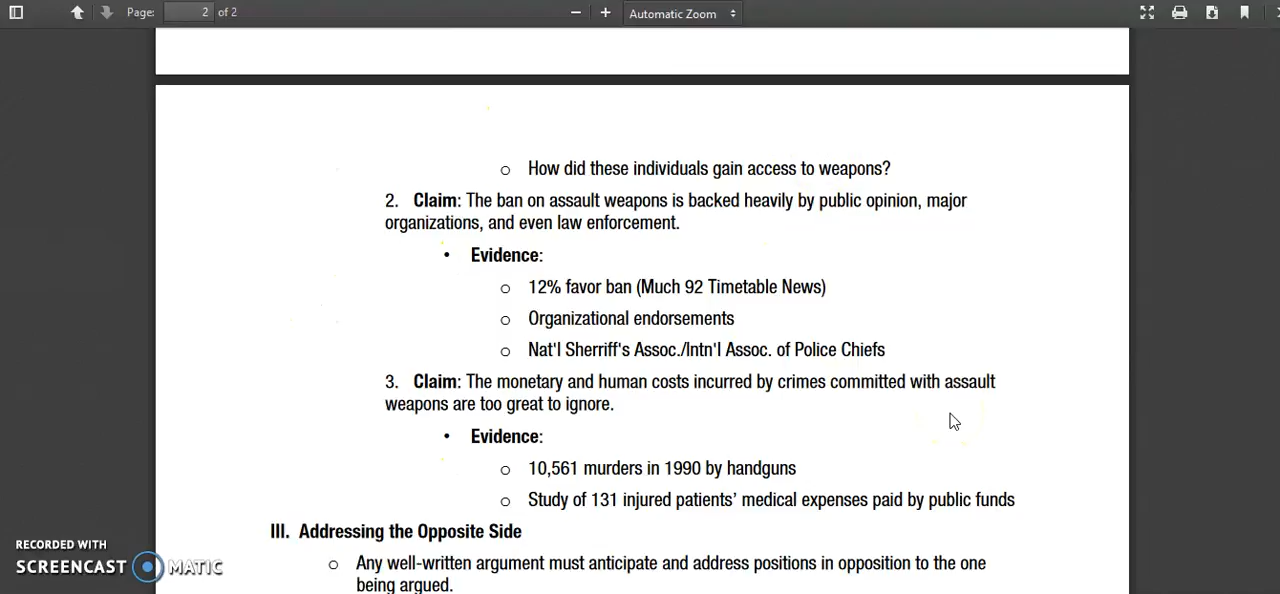 Page: 2 of 2
Automatic Zoom
o How did these individuals gain access to weapons?
2. Claim: The ban on assault weapons is backed heavily by public opinion, major
organizations, and even law enforcement.
• Evidence:
o 12% favor ban (Much 92 Timetable News)
o Organizational endorsements
o Nat'l Sherriff's Assoc./Intn'l Assoc. of Police Chiefs
3. Claim: The monetary and human costs incurred by crimes committed with assault
weapons are too great to ignore.
• Evidence:
o 10,561 murders in 1990 by handguns
o Study of 131 injured patients’ medical expenses paid by public funds
III. Addressing the Opposite Side
o Any well-written argument must anticipate and address positions in opposition to the one
being argued.
RECORDED WITH
SCREENCAST MATIC